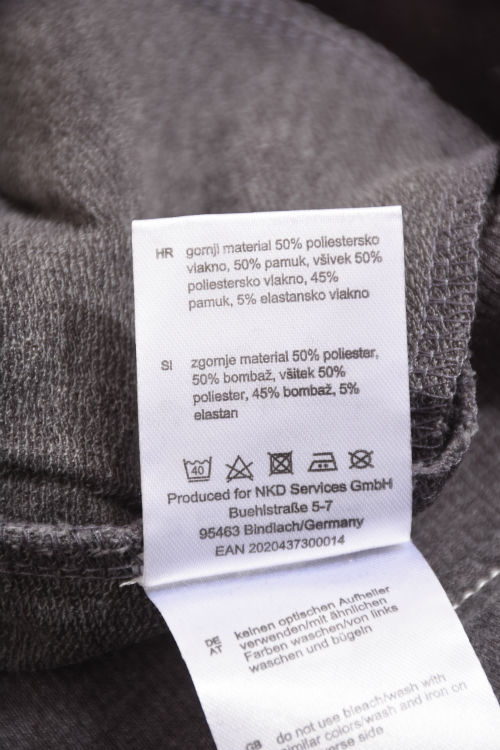 HR gornji material 50% poliestersko
vlakno, 50% pamuk, všivek 50%
poliestersko vlakno, 45%
pamuk, 5% elastansko vlakno
SI zgornje material 50% poliester,
50% bombaž, všitek 50%
poliester, 45% bombaž, 5%
elastan
40
Produced for NKD Services GmbH
Buehlstraße 5-7
95463 Bindlach/Germany
EAN 2020437300014
DE AT keinen optischen Aufheller
verwenden/mit ähnlichen
Farben waschen/von links
waschen und bügeln
GB do not use bleach/wash with
similar colors/wash and iron on
reverse side